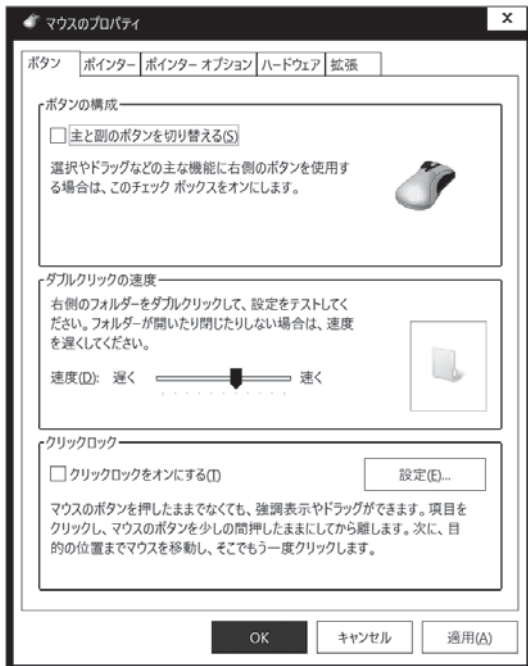 マウスのプロパティ
x
ボタン ポインター ポインター オプション ハードウェア 拡張
ボタンの構成
主と副のボタンを切り替える(S)
選択やドラッグなどの主な機能に右側のボタンを使用す
る場合は、このチェック ボックスをオンにします。
ダブルクリックの速度
右側のフォルダーをダブルクリックして、設定をテストしてく
ださい。フォルダーが開いたり閉じたりしない場合は、速度
を遅くしてください。
速度(D): 遅く 速く
クリックロック
クリックロックをオンにする(T)
設定(E)...
マウスのボタンを押したままでなくても、強調表示やドラッグができます。項目を
クリックし、マウスのボタンを少しの間押したままにしてから離します。次に、目
的の位置までマウスを移動し、そこでもう一度クリックします。
OK キャンセル 適用(A)